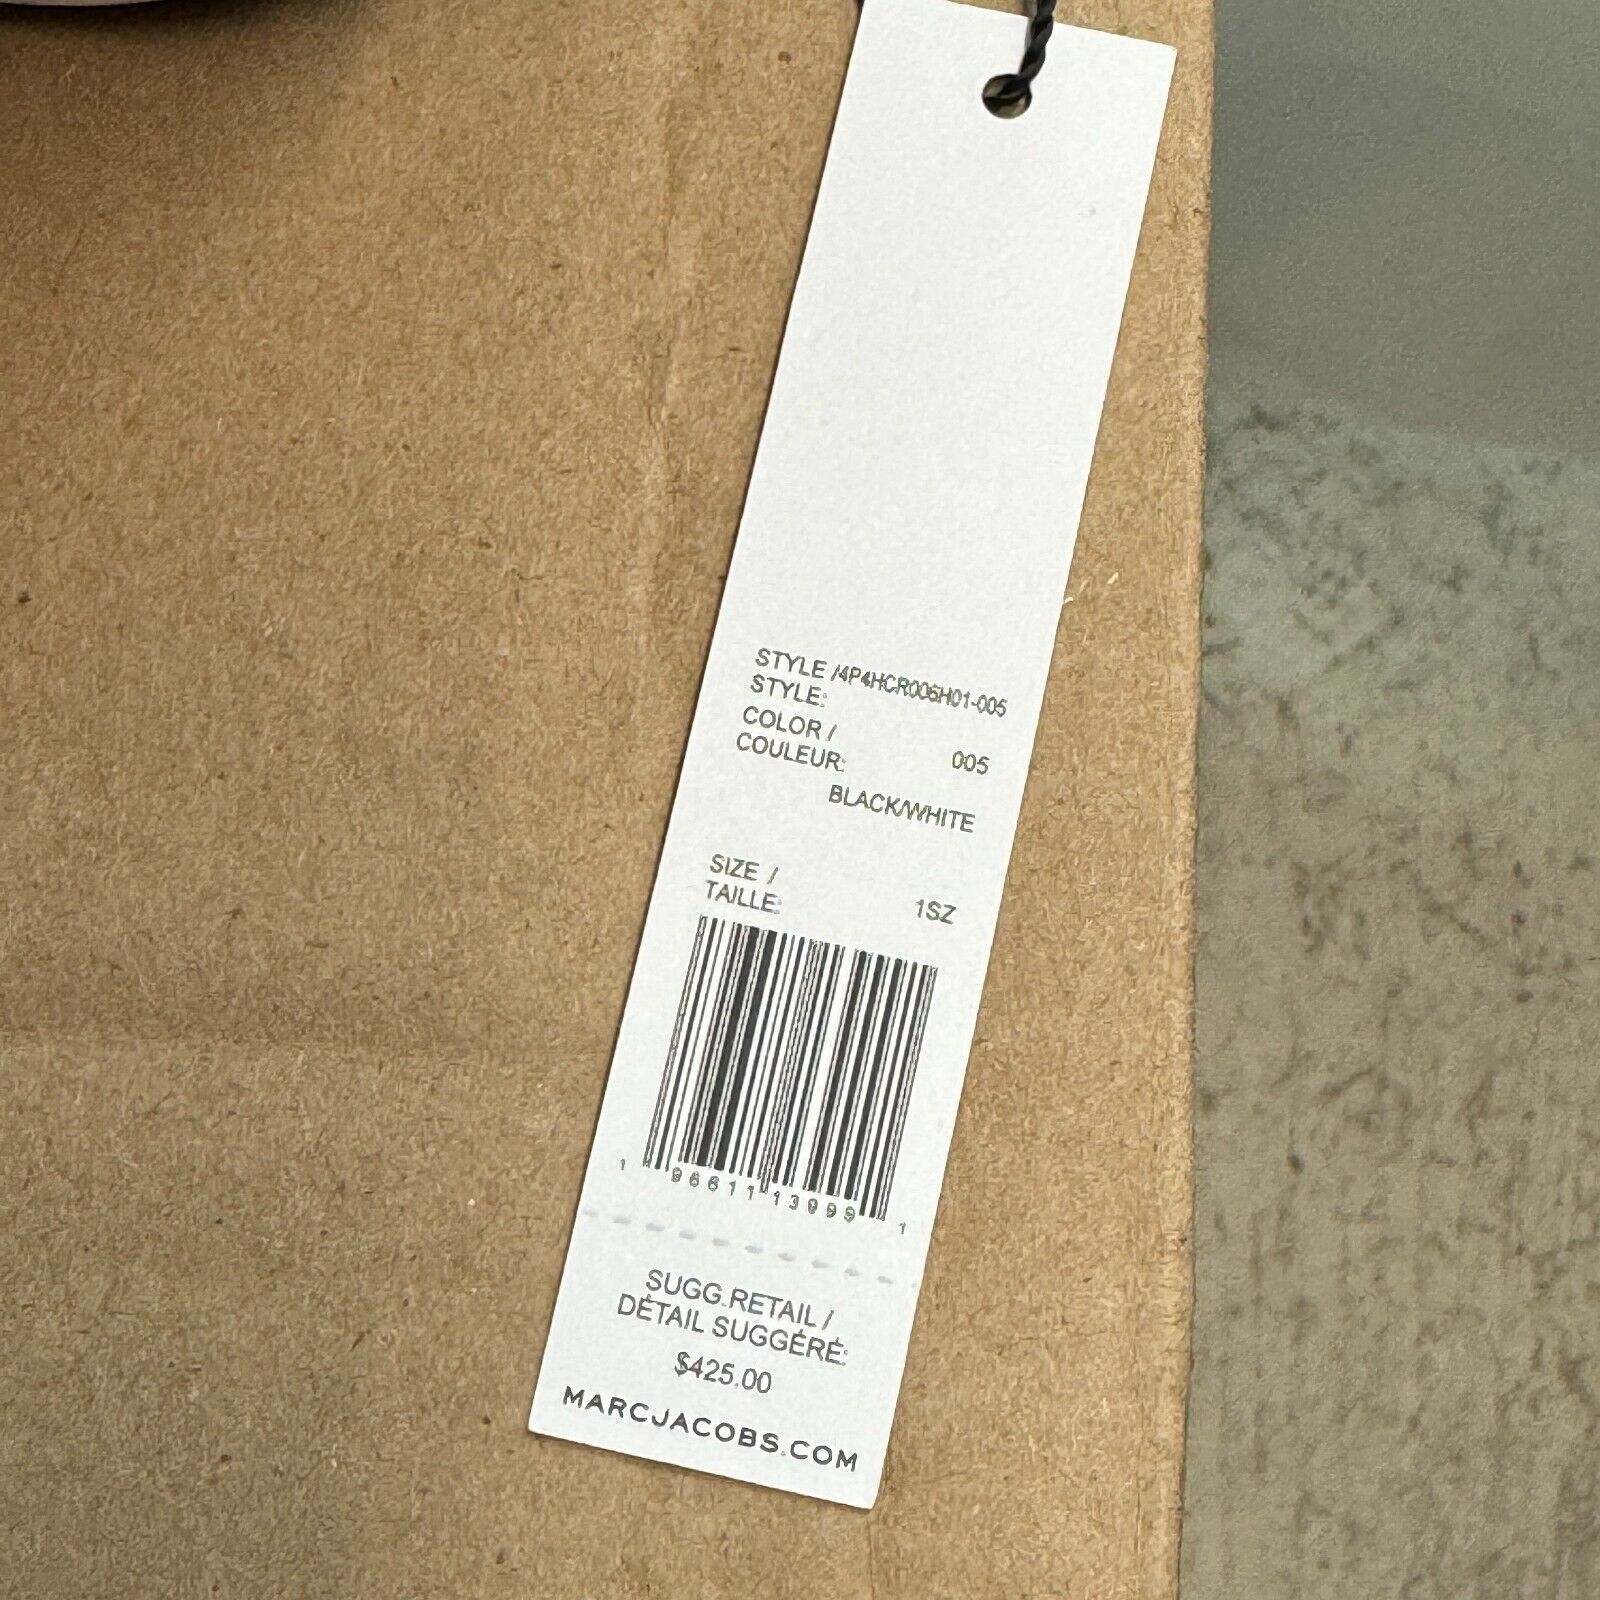 STYLE /4P4HCR006H01-005
STYLE:
COLOR /
COULEUR: 005
BLACK/WHITE
SIZE /
TAILLE: 1SZ
1 96611 13999 1
SUGG.RETAIL /
DÉTAIL SUGGÉRÉ:
$425.00
MARCJACOBS.COM